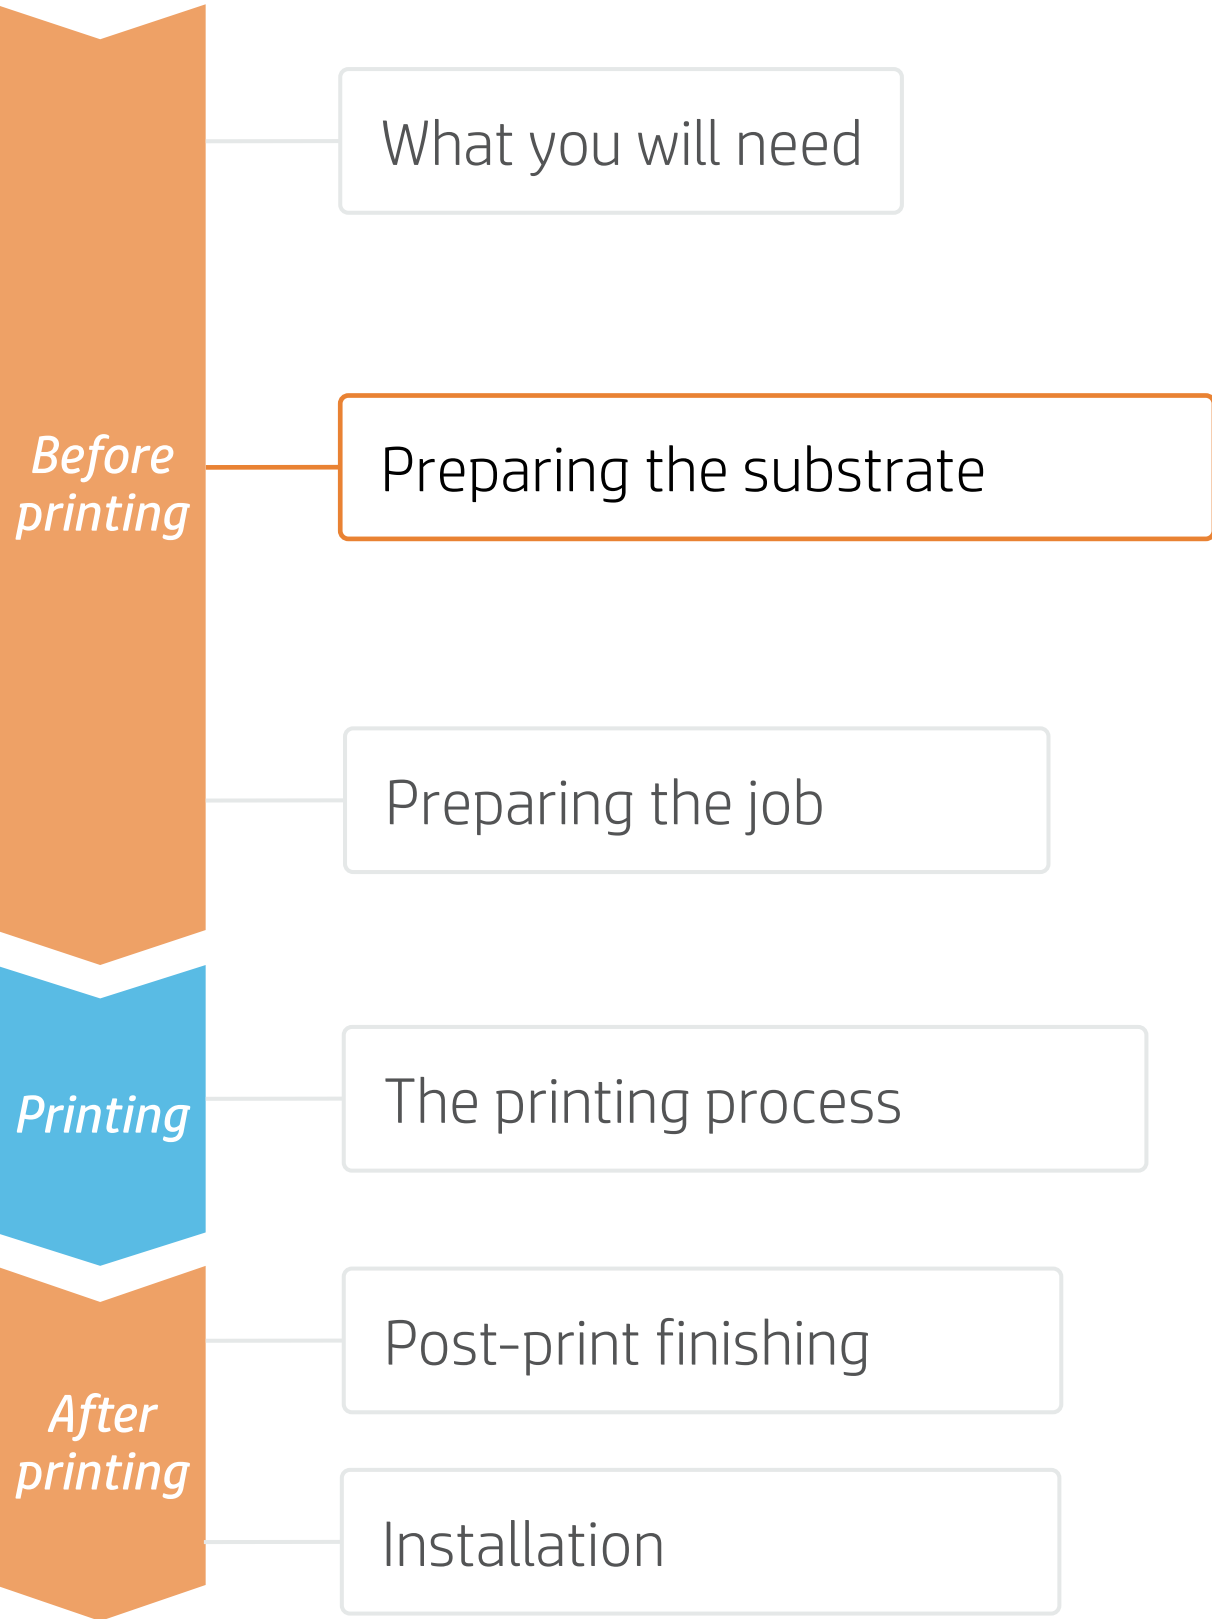 What you will need
Before
printing
Preparing the substrate
Preparing the job
Printing
The printing process
After
printing
Post-print finishing
Installation